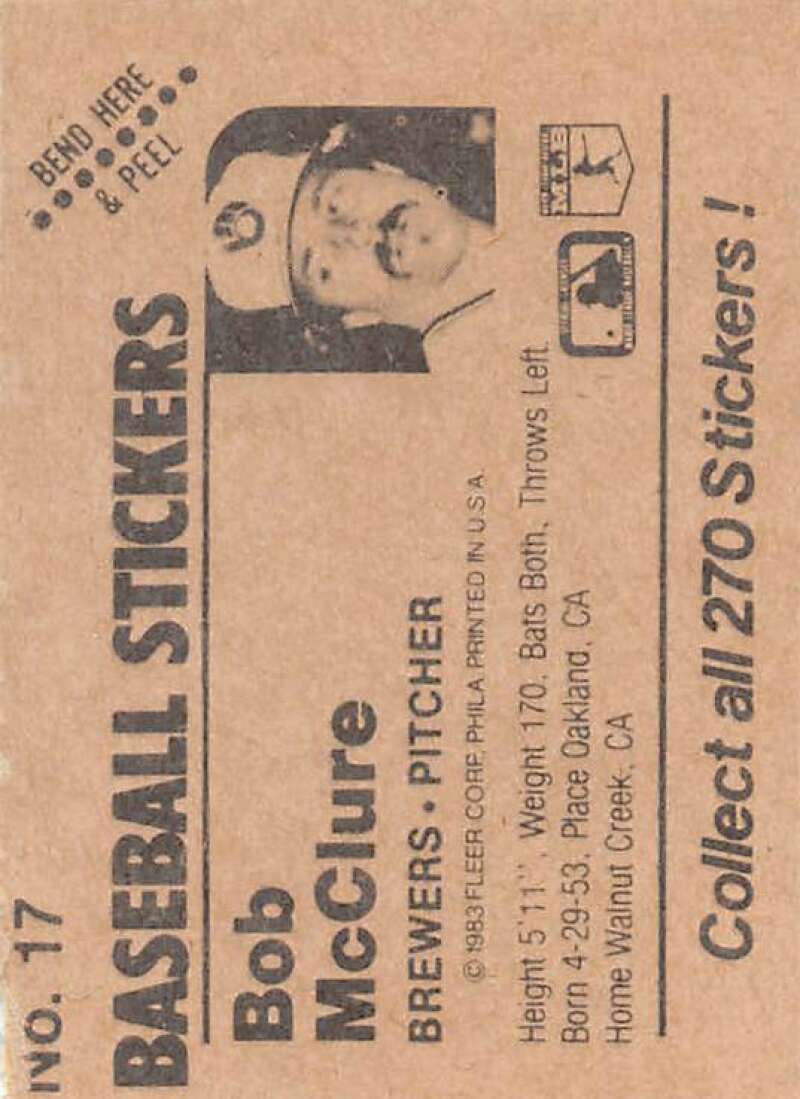 NO. 17
BEND HERE
& PEEL
BASEBALL STICKERS
Bob
McClure
BREWERS • PITCHER
© 1983 FLEER CORP. PHILA PRINTED IN U.S.A.
Height 5'11", Weight 170. Bats Both, Throws Left.
Born 4-29-53. Place Oakland, CA
Home Walnut Creek, CA
Collect all 270 Stickers!